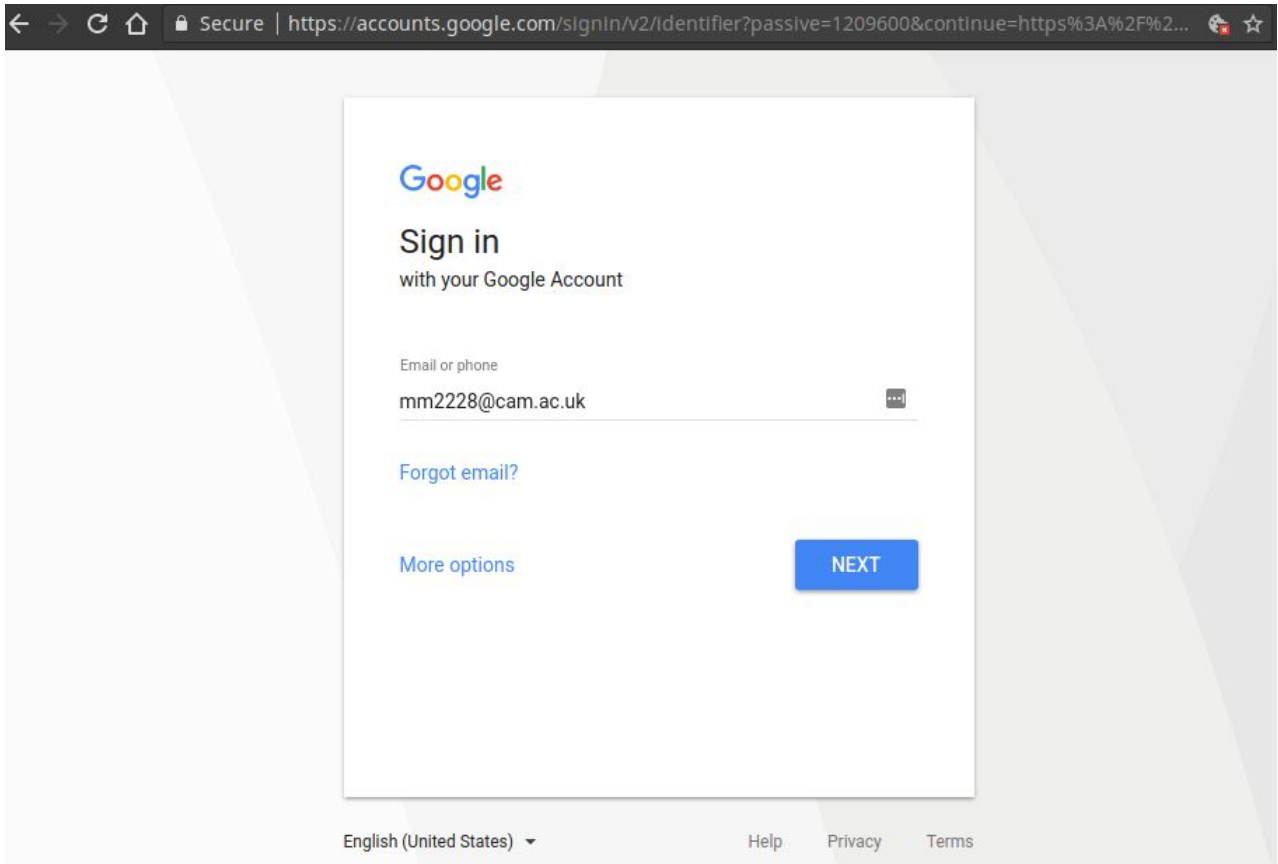 Secure | https://accounts.google.com/signin/v2/identifier?passive=1209600&continue=https%3A%2F%2...
Google
Sign in
with your Google Account
Email or phone
mm2228@cam.ac.uk
Forgot email?
More options NEXT
English (United States) Help Privacy Terms